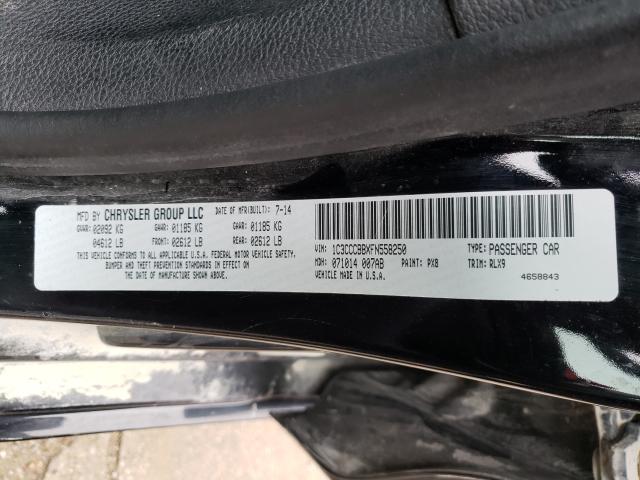 MFD BY CHRYSLER GROUP LLC DATE OF MFR(BUILT): 7-14
GVWR: 02092 KG GAWR: 01185 KG GAWR: 01185 KG
04612 LB FRONT: 02612 LB REAR: 02612 LB
THIS VEHICLE CONFORMS TO ALL APPLICABLE U.S.A. FEDERAL MOTOR VEHICLE SAFETY,
BUMPER AND THEFT PREVENTION STANDARDS IN EFFECT ON THE
DATE OF MANUFACTURE SHOWN ABOVE.
VIN: 1C3CCCBBXFN558250 TYPE: PASSENGER CAR
MDH: 071014 007AB PAINT: PX8 TRIM: RLX9
MADE IN U.S.A.
4658843